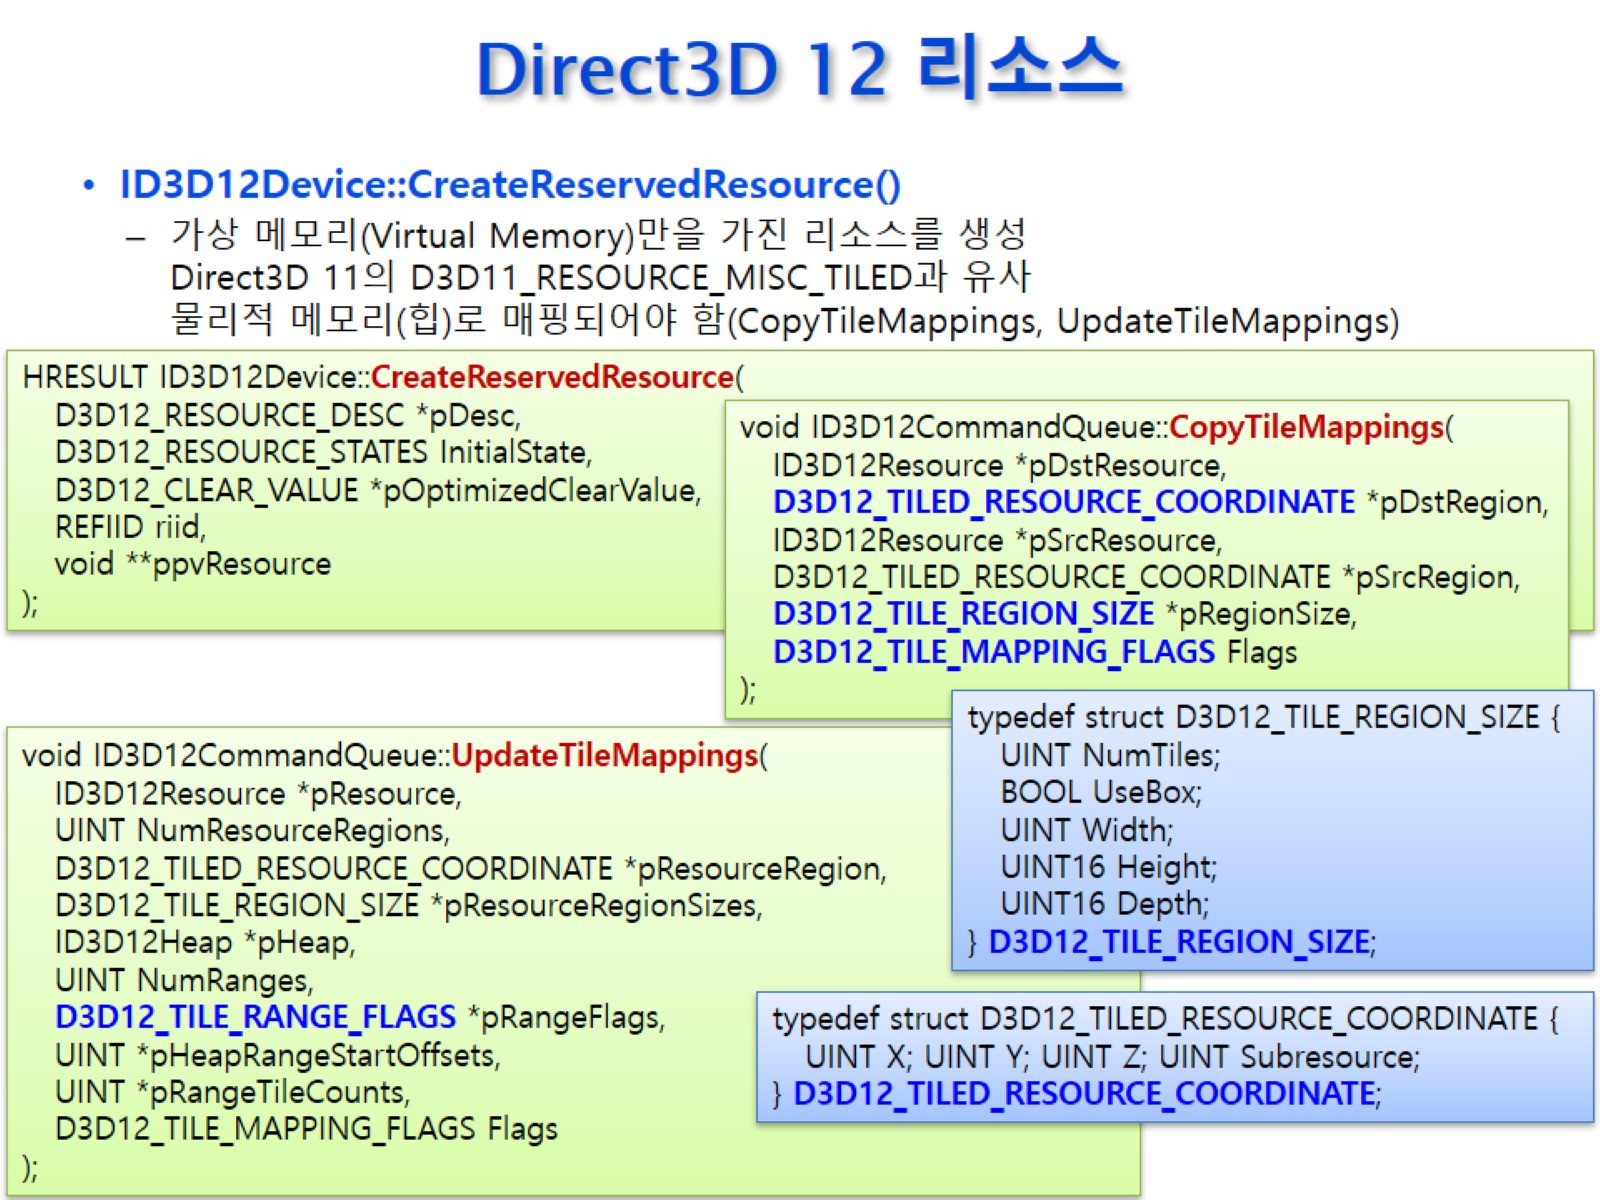 Direct3D 12 리소스
• ID3D12Device::CreateReservedResource()
– 가상 메모리(Virtual Memory)만을 가진 리소스를 생성
Direct3D 11의 D3D11_RESOURCE_MISC_TILED과 유사
물리적 메모리(힙)로 매핑되어야 함(CopyTileMappings, UpdateTileMappings)
HRESULT ID3D12Device::CreateReservedResource(
D3D12_RESOURCE_DESC *pDesc,
D3D12_RESOURCE_STATES InitialState,
D3D12_CLEAR_VALUE *pOptimizedClearValue,
REFIID riid,
void **ppvResource
);
void ID3D12CommandQueue::CopyTileMappings(
ID3D12Resource *pDstResource,
D3D12_TILED_RESOURCE_COORDINATE *pDstRegion,
ID3D12Resource *pSrcResource,
D3D12_TILED_RESOURCE_COORDINATE *pSrcRegion,
D3D12_TILE_REGION_SIZE *pRegionSize,
D3D12_TILE_MAPPING_FLAGS Flags
);
void ID3D12CommandQueue::UpdateTileMappings(
ID3D12Resource *pResource,
UINT NumResourceRegions,
D3D12_TILED_RESOURCE_COORDINATE *pResourceRegion,
D3D12_TILE_REGION_SIZE *pResourceRegionSizes,
ID3D12Heap *pHeap,
UINT NumRanges,
D3D12_TILE_RANGE_FLAGS *pRangeFlags,
UINT *pHeapRangeStartOffsets,
UINT *pRangeTileCounts,
D3D12_TILE_MAPPING_FLAGS Flags
);
typedef struct D3D12_TILE_REGION_SIZE {
UINT NumTiles;
BOOL UseBox;
UINT Width;
UINT16 Height;
UINT16 Depth;
} D3D12_TILE_REGION_SIZE;
typedef struct D3D12_TILED_RESOURCE_COORDINATE {
UINT X; UINT Y; UINT Z; UINT Subresource;
} D3D12_TILED_RESOURCE_COORDINATE;